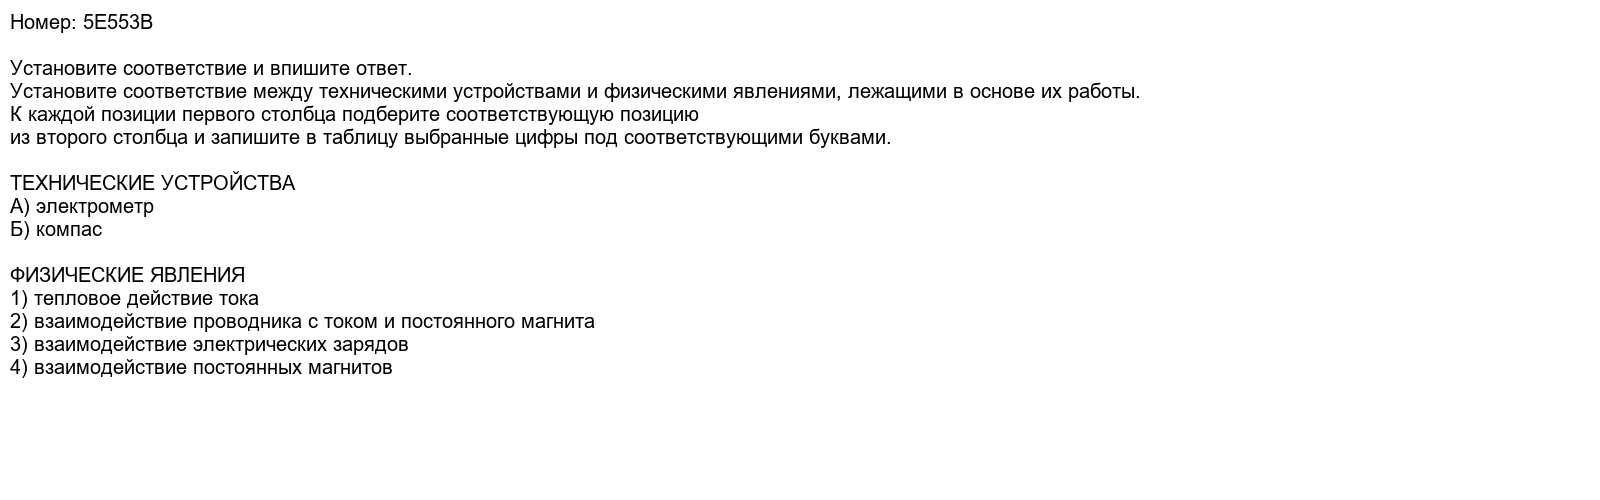 Номер: 5E553B
Установите соответствие и впишите ответ.
Установите соответствие между техническими устройствами и физическими явлениями, лежащими в основе их работы.
К каждой позиции первого столбца подберите соответствующую позицию
из второго столбца и запишите в таблицу выбранные цифры под соответствующими буквами.
ТЕХНИЧЕСКИЕ УСТРОЙСТВА
А) электрометр
Б) компас
ФИЗИЧЕСКИЕ ЯВЛЕНИЯ
1) тепловое действие тока
2) взаимодействие проводника с током и постоянного магнита
3) взаимодействие электрических зарядов
4) взаимодействие постоянных магнитов